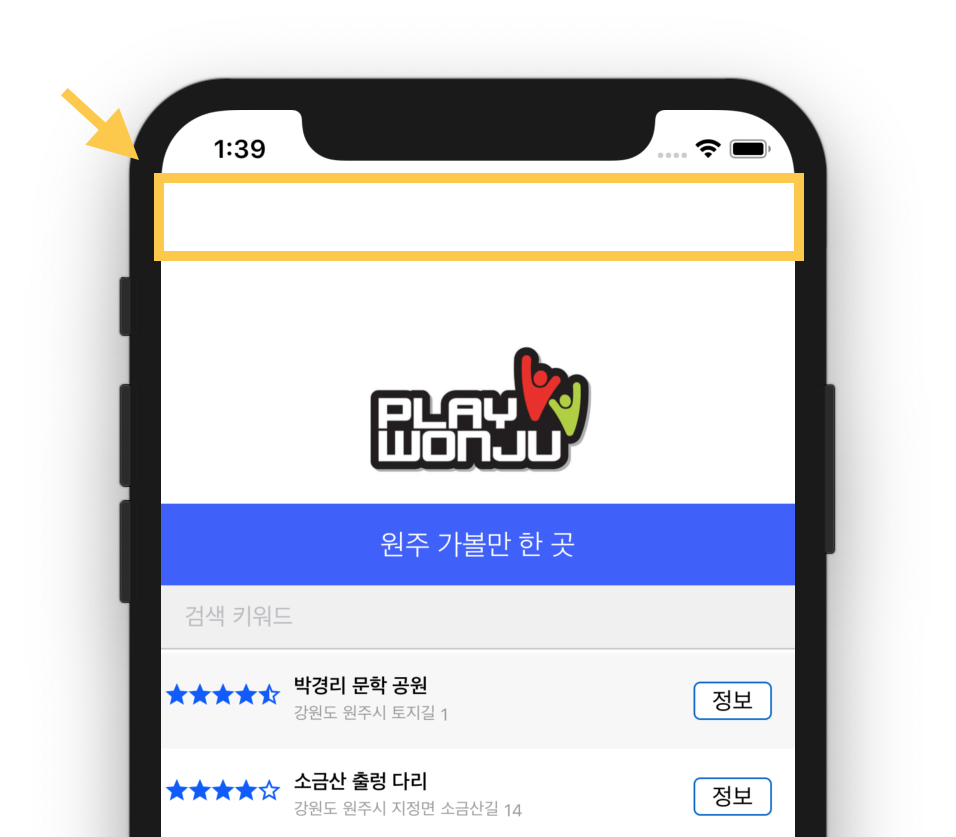 1:39
PLAY
WONJU
원주 가볼만 한 곳
검색 키워드
박경리 문학 공원
강원도 원주시 토지길 1
정보
소금산 출렁 다리
강원도 원주시 지정면 소금산길 14
정보